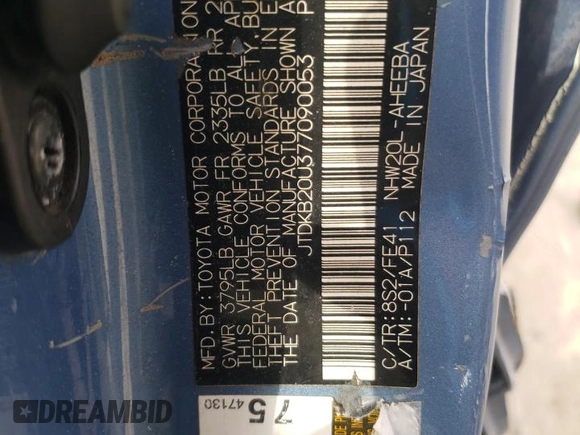 MFD BY: TOYOTA MOTOR CORPORATION
GVWR 3795LB GAWR FR 2335LB RR 2
THIS VEHICLE CONFORMS TO ALL AP
FEDERAL MOTOR VEHICLE SAFETY, BU
THEFT PREVENTION STANDARDS IN E
THE DATE OF MANUFACTURE SHOWN A
JTDKB20U377090053 P
C/TR: 8S2/FE41 NHW20L-AHEEBA
A/TM: -01A/P112 MADE IN JAPAN
75
47130
DREAMBID